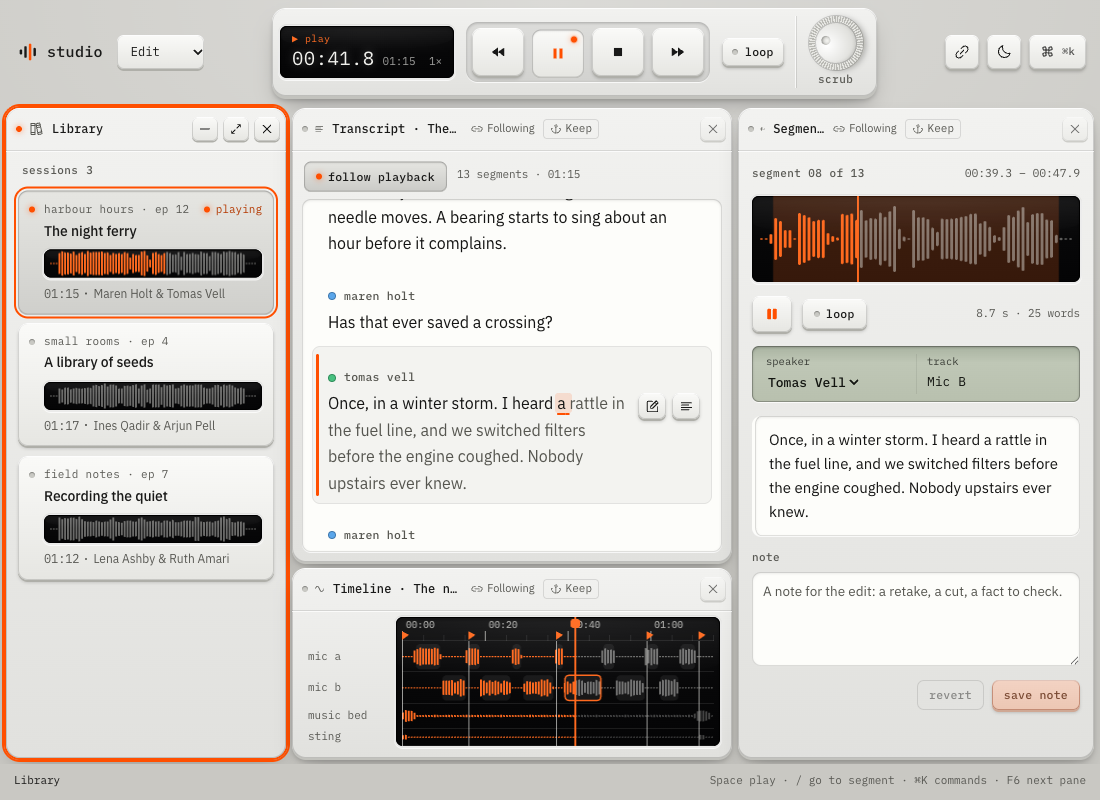 studio
Edit
play
00:41.8 01:15 1×
loop
scrub
⌘ ⌘k
Library
sessions 3
harbour hours · ep 12 playing
The night ferry
01:15 · Maren Holt & Tomas Vell
small rooms · ep 4
A library of seeds
01:17 · Ines Qadir & Arjun Pell
field notes · ep 7
Recording the quiet
01:12 · Lena Ashby & Ruth Amari
Transcript · The… Following Keep
follow playback 13 segments · 01:15
needle moves. A bearing starts to sing about an
hour before it complains.
maren holt
Has that ever saved a crossing?
tomas vell
Once, in a winter storm. I heard a rattle in
the fuel line, and we switched filters
before the engine coughed. Nobody
upstairs ever knew.
maren holt
Timeline · The n… Following Keep
00:00 00:20 0:40 01:00
mic a
mic b
music bed
sting
Segmen… Following Keep
segment 08 of 13 00:39.3 – 00:47.9
loop 8.7 s · 25 words
speaker track
Tomas Vell Mic B
Once, in a winter storm. I heard a rattle in
the fuel line, and we switched filters before
the engine coughed. Nobody upstairs ever
knew.
note
A note for the edit: a retake, a cut, a fact to check.
revert save note
Library
Space play · / go to segment · ⌘K commands · F6 next pane